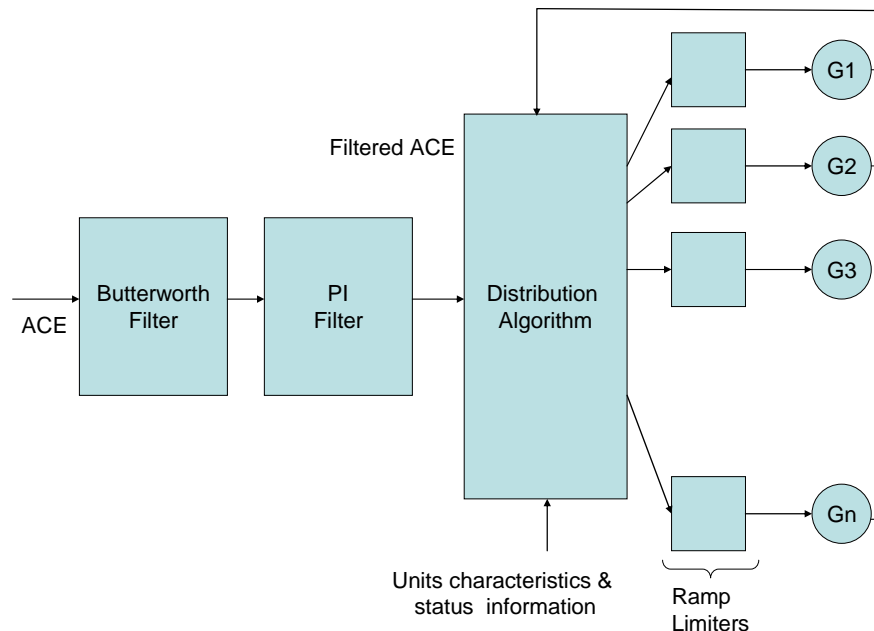 G1
Filtered ACE
G2
Butterworth
Filter
PI
Filter
Distribution
Algorithm
G3
ACE
Gn
Units characteristics &
status information
Ramp
Limiters